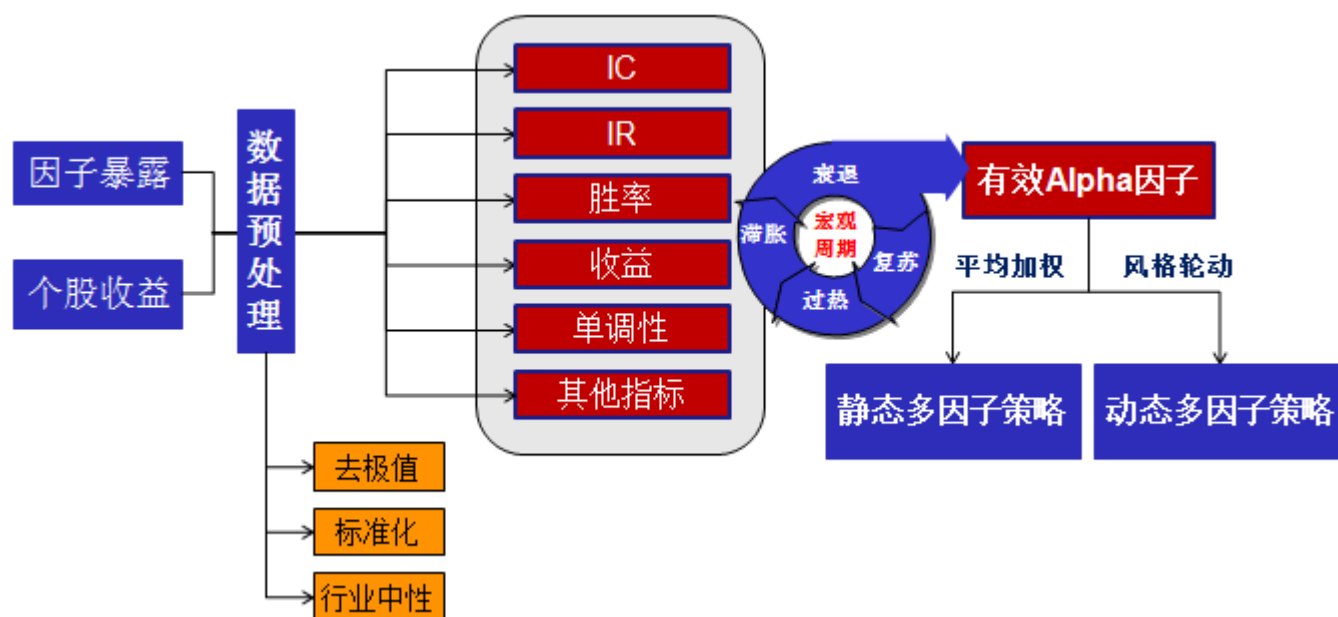 因子暴露
个股收益
数据预处理
去极值
标准化
行业中性
IC
IR
胜率
收益
单调性
其他指标
衰退
滞胀
宏观
周期
复苏
过热
有效Alpha因子
平均加权
风格轮动
静态多因子策略
动态多因子策略